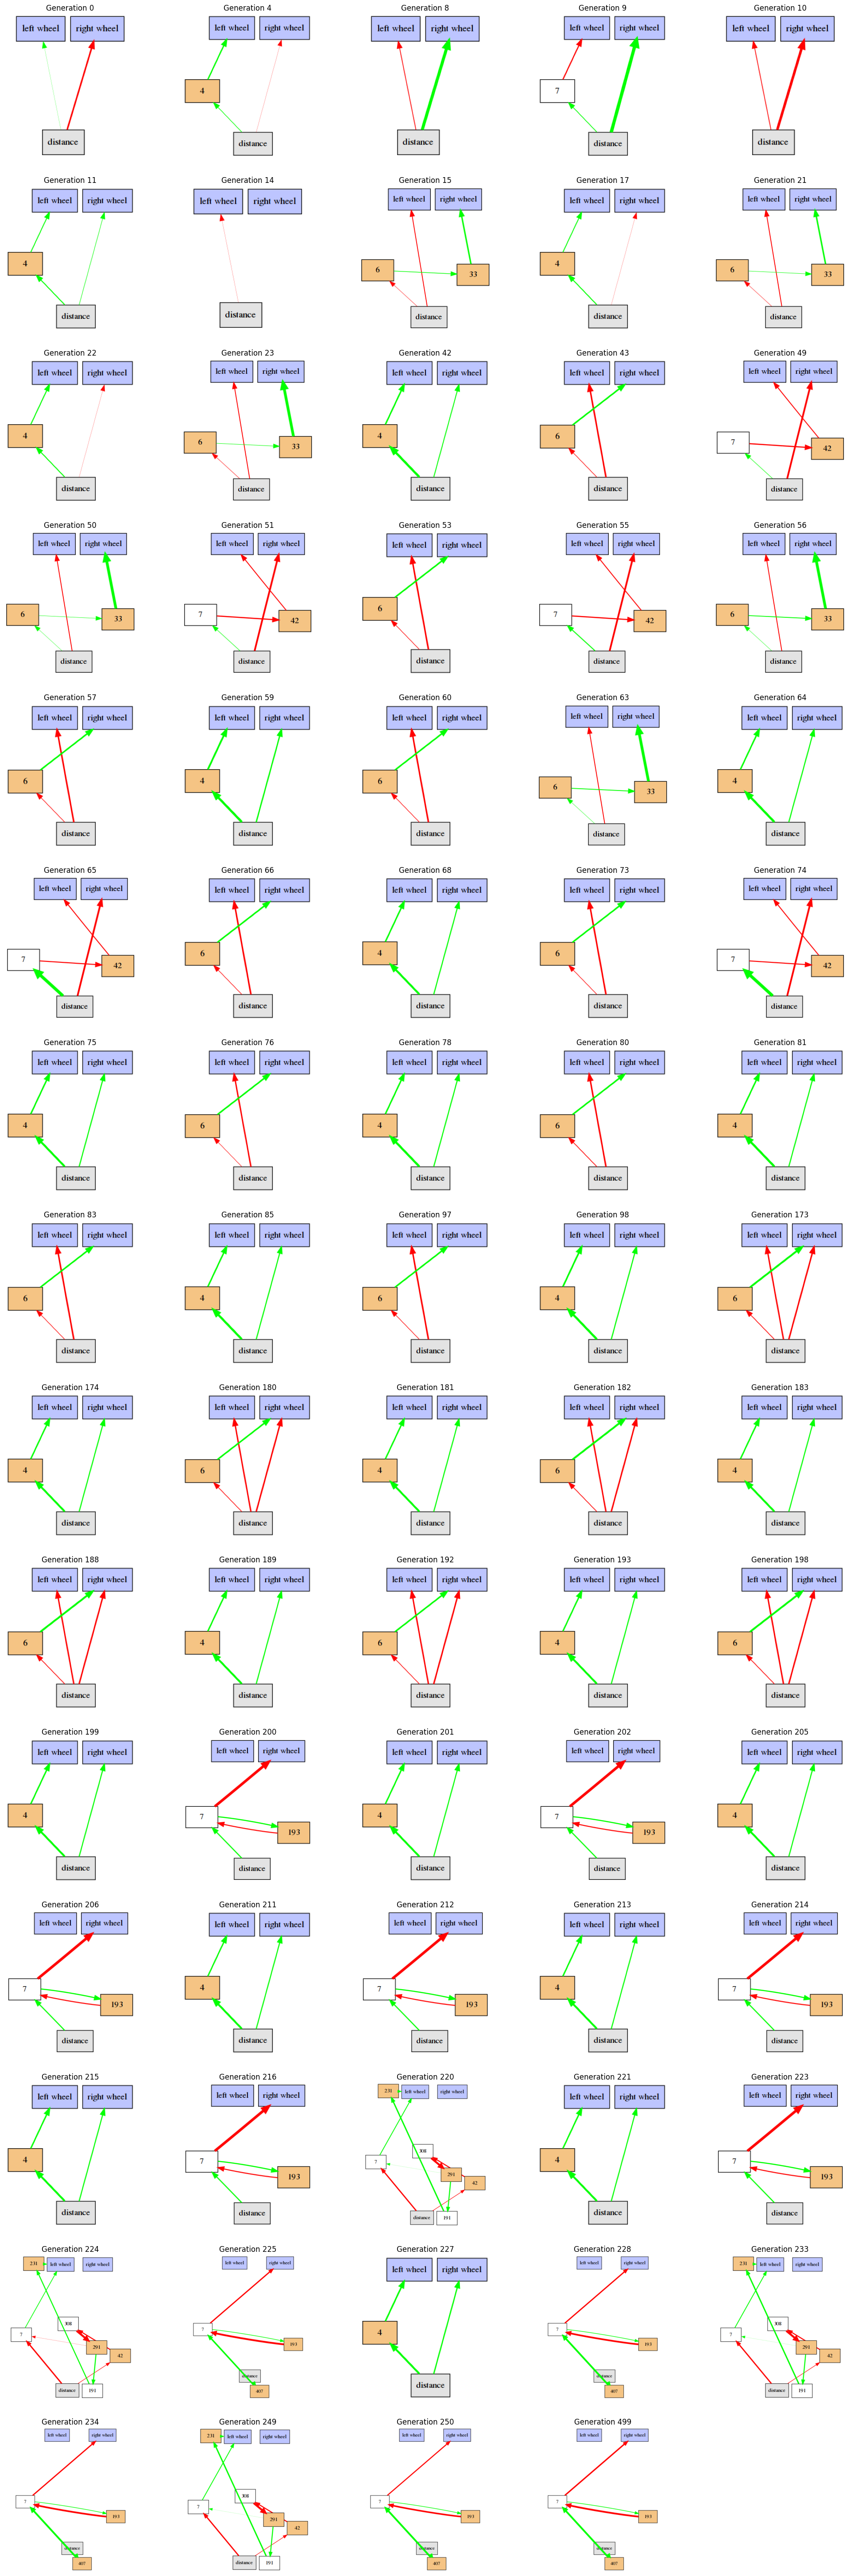 Generation 0 Generation 4 Generation 8 Generation 9 Generation 10
left wheel right wheel left wheel right wheel left wheel right wheel left wheel right wheel left wheel right wheel
4 7
distance distance distance distance distance
Generation 11 Generation 14 Generation 15 Generation 17 Generation 21
left wheel right wheel left wheel right wheel left wheel right wheel left wheel right wheel left wheel right wheel
4 6 33 4 6 33
distance distance distance distance distance
Generation 22 Generation 23 Generation 42 Generation 43 Generation 49
left wheel right wheel left wheel right wheel left wheel right wheel left wheel right wheel left wheel right wheel
4 6 33 4 6 7 42
distance distance distance distance distance
Generation 50 Generation 51 Generation 53 Generation 55 Generation 56
left wheel right wheel left wheel right wheel left wheel right wheel left wheel right wheel left wheel right wheel
6 33 7 42 6 7 42 6 33
distance distance distance distance distance
Generation 57 Generation 59 Generation 60 Generation 63 Generation 64
left wheel right wheel left wheel right wheel left wheel right wheel left wheel right wheel left wheel right wheel
6 4 6 6 33 4
distance distance distance distance distance
Generation 65 Generation 66 Generation 68 Generation 73 Generation 74
left wheel right wheel left wheel right wheel left wheel right wheel left wheel right wheel left wheel right wheel
7 42 6 4 6 7 42
distance distance distance distance distance
Generation 75 Generation 76 Generation 78 Generation 80 Generation 81
left wheel right wheel left wheel right wheel left wheel right wheel left wheel right wheel left wheel right wheel
4 6 4 6 4
distance distance distance distance distance
Generation 83 Generation 85 Generation 97 Generation 98 Generation 173
left wheel right wheel left wheel right wheel left wheel right wheel left wheel right wheel left wheel right wheel
6 4 6 4 6
distance distance distance distance distance
Generation 174 Generation 180 Generation 181 Generation 182 Generation 183
left wheel right wheel left wheel right wheel left wheel right wheel left wheel right wheel left wheel right wheel
4 6 4 6 4
distance distance distance distance distance
Generation 188 Generation 189 Generation 192 Generation 193 Generation 198
left wheel right wheel left wheel right wheel left wheel right wheel left wheel right wheel left wheel right wheel
6 4 6 4 6
distance distance distance distance distance
Generation 199 Generation 200 Generation 201 Generation 202 Generation 205
left wheel right wheel left wheel right wheel left wheel right wheel left wheel right wheel left wheel right wheel
4 7 193 4 7 193 4
distance distance distance distance distance
Generation 206 Generation 211 Generation 212 Generation 213 Generation 214
left wheel right wheel left wheel right wheel left wheel right wheel left wheel right wheel left wheel right wheel
7 193 4 7 193 4 7 193
distance distance distance distance distance
Generation 215 Generation 216 Generation 220 Generation 221 Generation 223
left wheel right wheel left wheel right wheel 231 left wheel right wheel left wheel right wheel left wheel right wheel
4 7 193 7 291 42 4 7 193
distance distance distance 191 distance distance
Generation 224 Generation 225 Generation 227 Generation 228 Generation 233
231 left wheel right wheel left wheel right wheel left wheel right wheel left wheel right wheel 231 left wheel right wheel
7 291 42 7 193 4 7 193 7 291 42
distance 191 distance 407 distance distance 407 distance 191
Generation 234 Generation 249 Generation 250 Generation 499
left wheel right wheel 231 left wheel right wheel left wheel right wheel left wheel right wheel
7 193 7 291 42 7 193 7 193
distance 407 distance 191 distance 407 distance 407